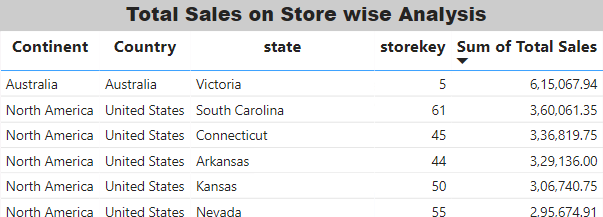 Total Sales on Store wise Analysis
Continent Country state storekey Sum of Total Sales
Australia Australia Victoria 5 6,15,067.94
North America United States South Carolina 61 3,60,061.35
North America United States Connecticut 45 3,36,819.75
North America United States Arkansas 44 3,29,136.00
North America United States Kansas 50 3,06,740.75
North America United States Nevada 55 2,95,674.91